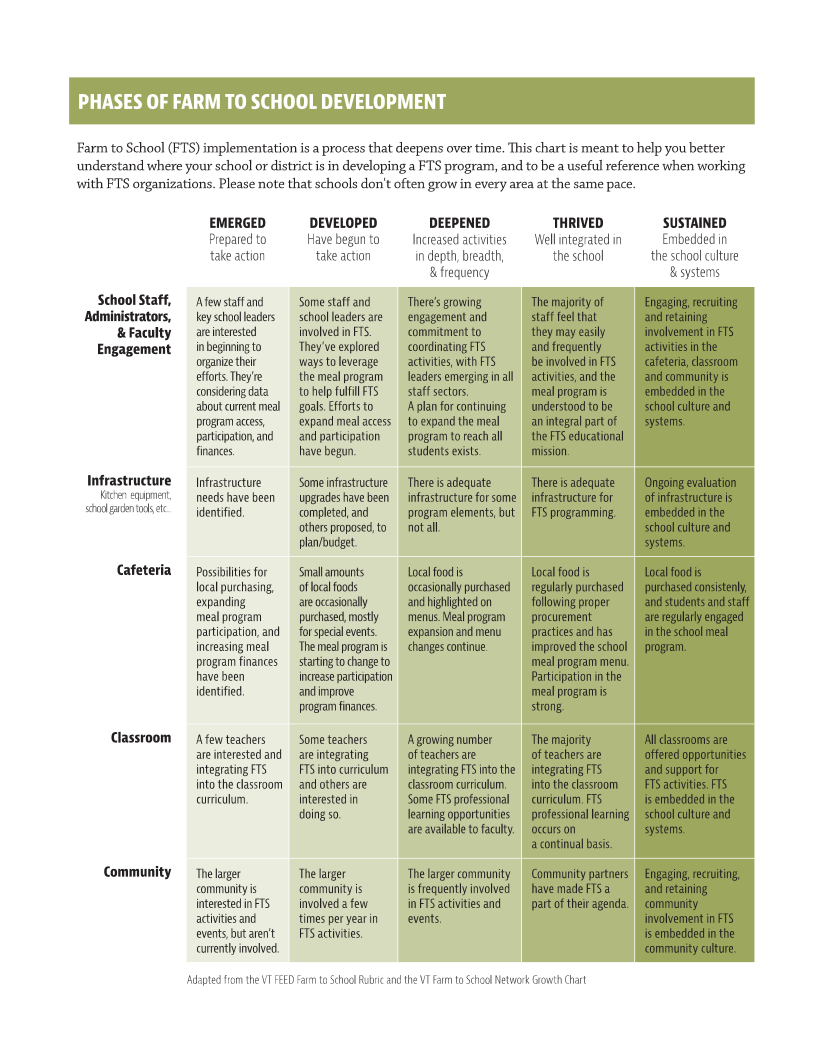 PHASES OF FARM TO SCHOOL DEVELOPMENT
Farm to School (FTS) implementation is a process that deepens over time. This chart is meant to help you better
understand where your school or district is in developing a FTS program, and to be a useful reference when working
with FTS organizations. Please note that schools don't often grow in every area at the same pace.
EMERGED
Prepared to
take action
DEVELOPED
Have begun to
take action
DEEPENED
Increased activities
in depth, breadth,
& frequency
THRIVED
Well integrated in
the school
SUSTAINED
Embedded in
the school culture
& systems
School Staff,
Administrators,
& Faculty
Engagement
A few staff and
key school leaders
are interested
in beginning to
organize their
efforts. They're
considering data
about current meal
program access,
participation, and
finances.
Some staff and
school leaders are
involved in FTS.
They've explored
ways to leverage
the meal program
to help fulfill FTS
goals. Efforts to
expand meal access
and participation
have begun.
There's growing
engagement and
commitment to
coordinating FTS
activities, with FTS
leaders emerging in all
staff sectors.
A plan for continuing
to expand the meal
program to reach all
students exists.
The majority of
staff feel that
they may easily
and frequently
be involved in FTS
activities, and the
meal program is
understood to be
an integral part of
the FTS educational
mission.
Engaging, recruiting
and retaining
involvement in FTS
activities in the
cafeteria, classroom
and community is
embedded in the
school culture and
systems.
Infrastructure
Kitchen equipment,
school garden tools, etc..
Infrastructure
needs have been
identified.
Some infrastructure
upgrades have been
completed, and
others proposed, to
plan/budget.
There is adequate
infrastructure for some
program elements, but
not all.
There is adequate
infrastructure for
FTS programming.
Ongoing evaluation
of infrastructure is
embedded in the
school culture and
systems.
Cafeteria
Possibilities for
local purchasing,
expanding
meal program
participation, and
increasing meal
program finances
have been
identified.
Small amounts
of local foods
are occasionally
purchased, mostly
for special events.
The meal program is
starting to change to
increase participation
and improve
program finances.
Local food is
occasionally purchased
and highlighted on
menus. Meal program
expansion and menu
changes continue.
Local food is
regularly purchased
following proper
procurement
practices and has
improved the school
meal program menu.
Participation in the
meal program is
strong.
Local food is
purchased consistenly,
and students and staff
are regularly engaged
in the school meal
program.
Classroom
A few teachers
are interested and
integrating FTS
into the classroom
curriculum.
Some teachers
are integrating
FTS into curriculum
and others are
interested in
doing so.
A growing number
of teachers are
integrating FTS into the
classroom curriculum.
Some FTS professional
learning opportunities
are available to faculty.
The majority
of teachers are
integrating FTS
into the classroom
curriculum. FTS
professional learning
occurs on
a continual basis.
All classrooms are
offered opportunities
and support for
FTS activities. FTS
is embedded in the
school culture and
systems.
Community
The larger
community is
interested in FTS
activities and
events, but aren't
currently involved.
The larger
community is
involved a few
times per year in
FTS activities.
The larger community
is frequently involved
in FTS activities and
events.
Community partners
have made FTS a
part of their agenda.
Engaging, recruiting,
and retaining
community
involvement in FTS
is embedded in the
community culture.
Adapted from the VT FEED Farm to School Rubric and the VT Farm to School Network Growth Chart